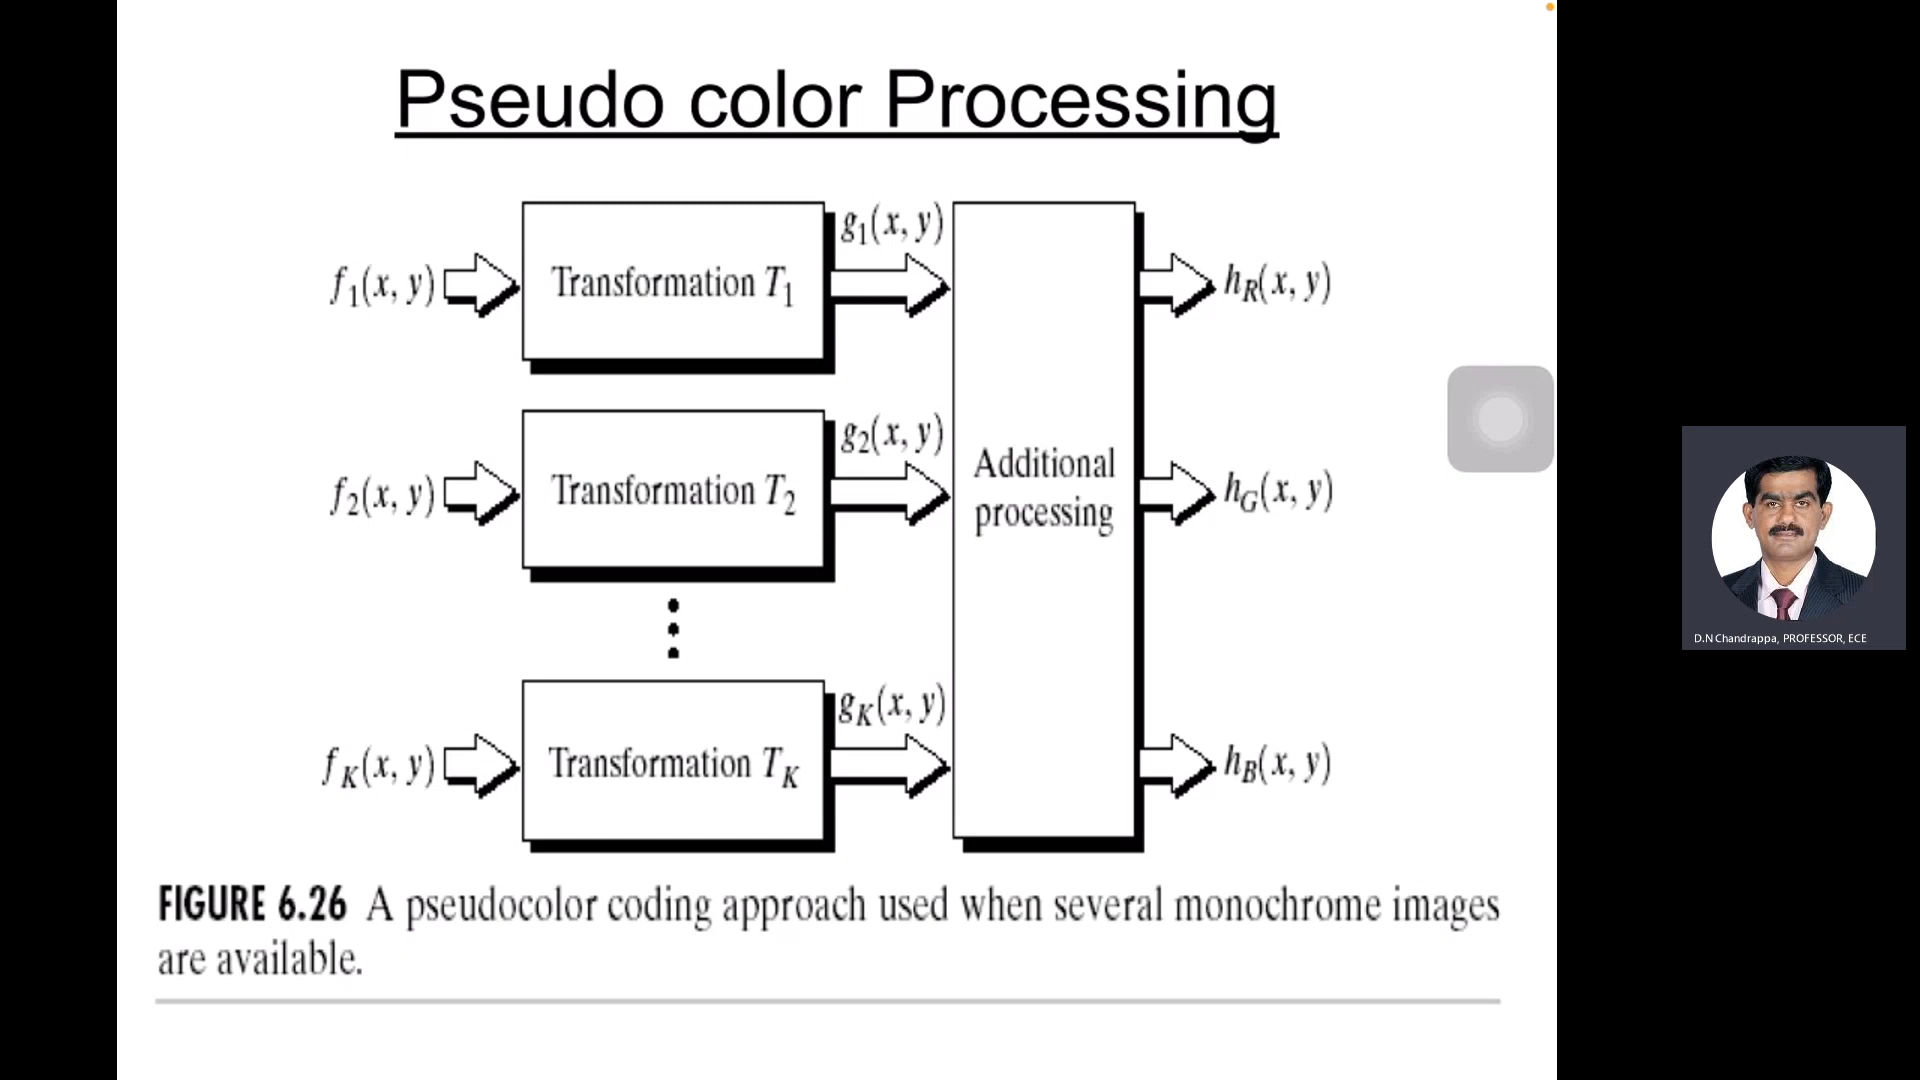 Pseudo color Processing
f₁(x, y)
Transformation T₁
g₁(x, y)
hR(x, y)
f₂(x, y)
Transformation T₂
g₂(x, y)
Additional
processing
hG(x, y)
fK(x, y)
Transformation TK
gK(x, y)
hB(x, y)
FIGURE 6.26 A pseudocolor coding approach used when several monochrome images
are available.
D.N Chandrappa, PROFESSOR, ECE